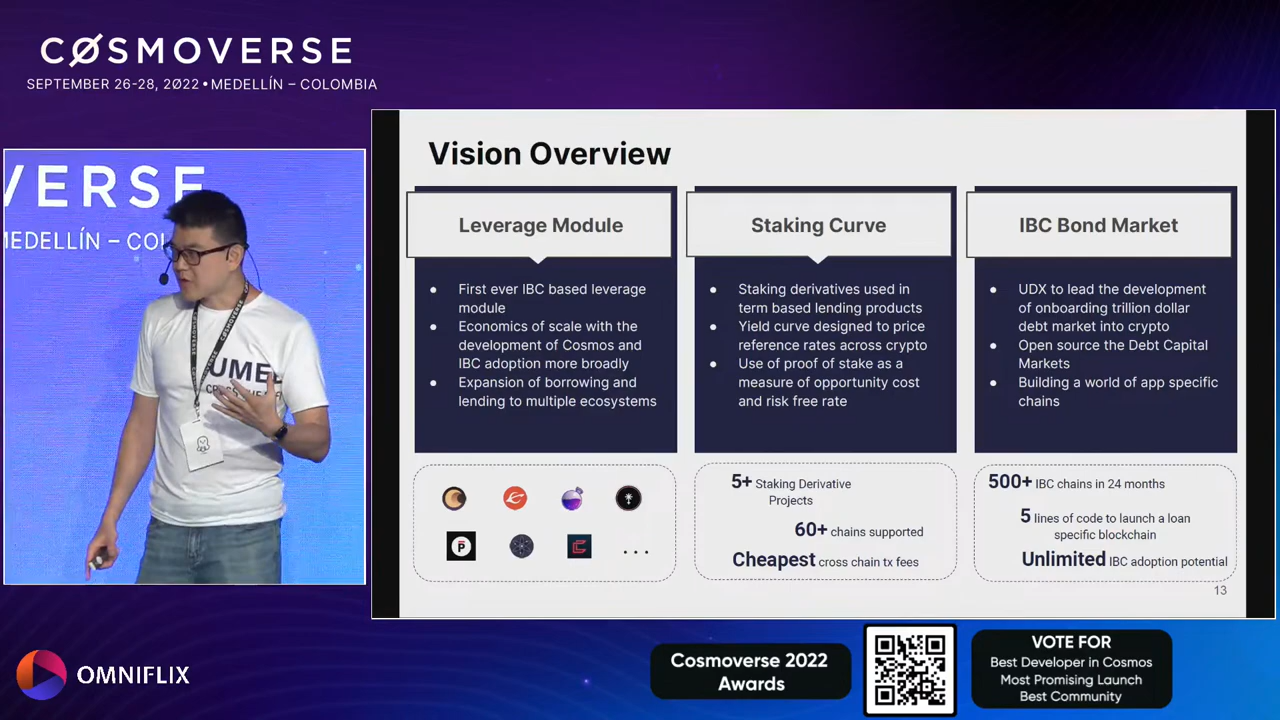 CØSMOVERSE
SEPTEMBER 26-28, 2Ø22 • MEDELLÍN – COLOMBIA
VERSE
MEDELLÍN – COL
UMEE
Vision Overview
Leverage Module
● First ever IBC based leverage
module
● Economics of scale with the
development of Cosmos and
IBC adoption more broadly
● Expansion of borrowing and
lending to multiple ecosystems
. . .
Staking Curve
● Staking derivatives used in
term based lending products
● Yield curve designed to price
reference rates across crypto
● Use of proof of stake as a
measure of opportunity cost
and risk free rate
5+ Staking Derivative
Projects
60+ chains supported
Cheapest cross chain tx fees
IBC Bond Market
● UDX to lead the development
of onboarding trillion dollar
debt market into crypto
● Open source the Debt Capital
Markets
● Building a world of app specific
chains
500+ IBC chains in 24 months
5 lines of code to launch a loan
specific blockchain
Unlimited IBC adoption potential
13
OMNIFLIX
Cosmoverse 2022
Awards
VOTE FOR
Best Developer in Cosmos
Most Promising Launch
Best Community